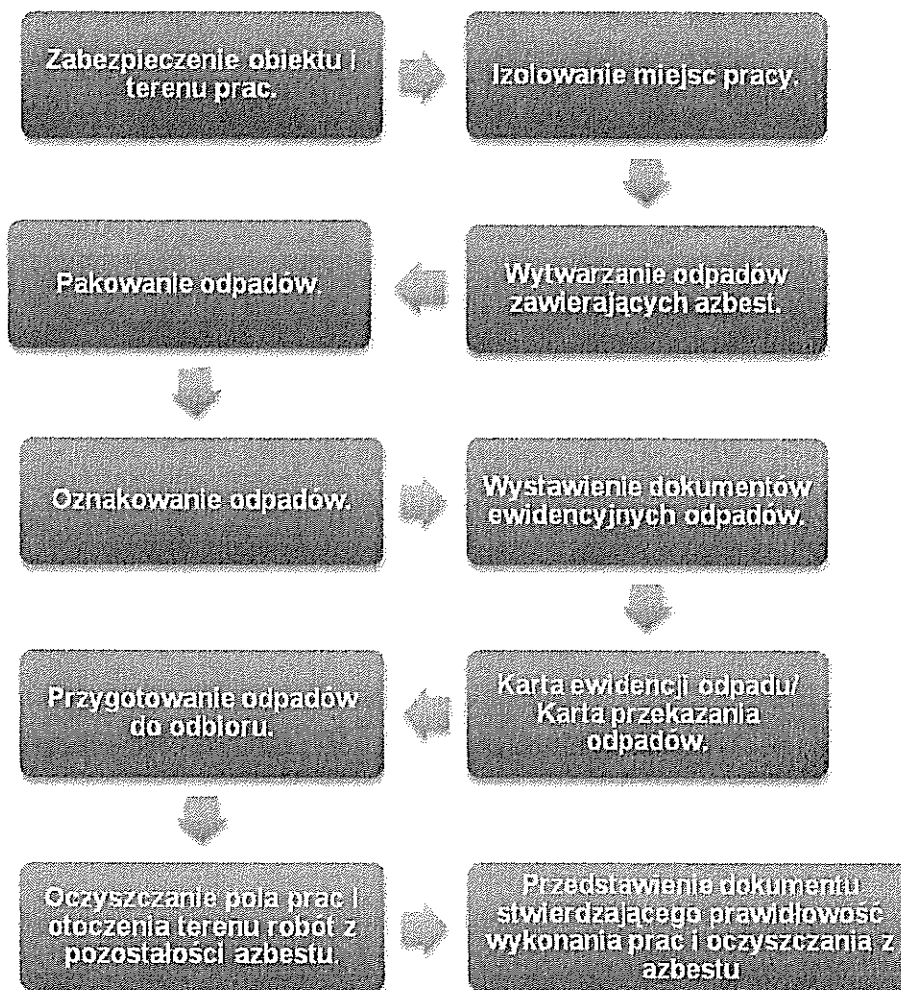 Zabezpieczenie obiektu i
terenu prac.
Izolowanie miejsc pracy.
Wytwarzanie odpadów
zawierających azbest.
Pakowanie odpadów.
Oznakowanie odpadów.
Wystawienie dokumentów
ewidencyjnych odpadów.
Karta ewidencji odpadu/
Karta przekazania
odpadów.
Przygotowanie odpadów
do odbioru.
Oczyszczanie pola prac i
otoczenia terenu robót z
pozostałości azbestu.
Przedstawienie dokumentu
stwierdzającego prawidłowość
wykonania prac i oczyszczania z
azbestu